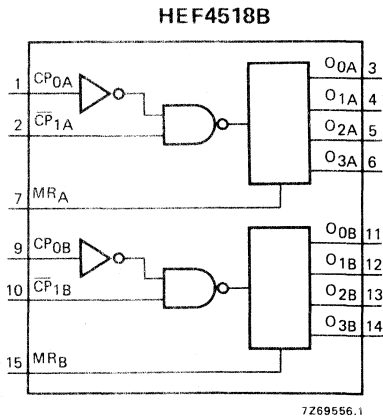 HEF4518B
1 CP0A
2 C̅P̅1A
7 MRA
O0A 3
O1A 4
O2A 5
O3A 6
9 CP0B
10 C̅P̅1B
15 MRB
O0B 11
O1B 12
O2B 13
O3B 14
7Z69556.1